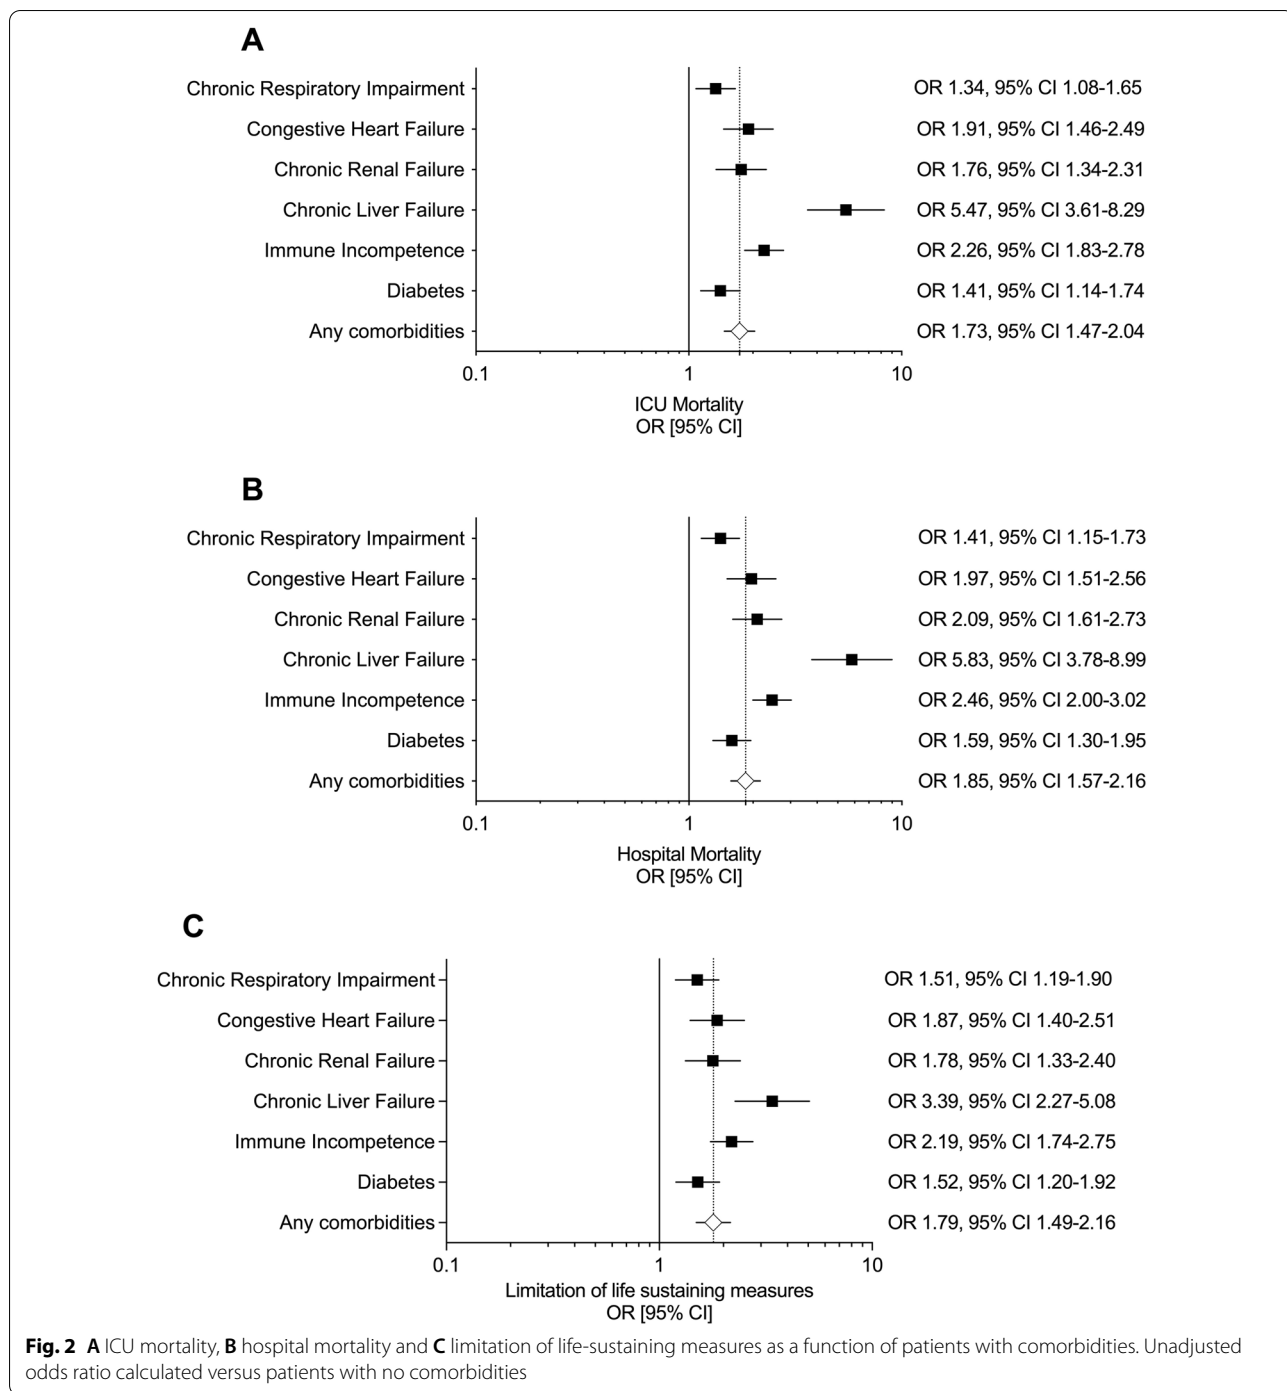 A
Chronic Respiratory Impairment OR 1.34, 95% CI 1.08-1.65
Congestive Heart Failure OR 1.91, 95% CI 1.46-2.49
Chronic Renal Failure OR 1.76, 95% CI 1.34-2.31
Chronic Liver Failure OR 5.47, 95% CI 3.61-8.29
Immune Incompetence OR 2.26, 95% CI 1.83-2.78
Diabetes OR 1.41, 95% CI 1.14-1.74
Any comorbidities OR 1.73, 95% CI 1.47-2.04
0.1 1 10
ICU Mortality
OR [95% CI]
B
Chronic Respiratory Impairment OR 1.41, 95% CI 1.15-1.73
Congestive Heart Failure OR 1.97, 95% CI 1.51-2.56
Chronic Renal Failure OR 2.09, 95% CI 1.61-2.73
Chronic Liver Failure OR 5.83, 95% CI 3.78-8.99
Immune Incompetence OR 2.46, 95% CI 2.00-3.02
Diabetes OR 1.59, 95% CI 1.30-1.95
Any comorbidities OR 1.85, 95% CI 1.57-2.16
0.1 1 10
Hospital Mortality
OR [95% CI]
C
Chronic Respiratory Impairment OR 1.51, 95% CI 1.19-1.90
Congestive Heart Failure OR 1.87, 95% CI 1.40-2.51
Chronic Renal Failure OR 1.78, 95% CI 1.33-2.40
Chronic Liver Failure OR 3.39, 95% CI 2.27-5.08
Immune Incompetence OR 2.19, 95% CI 1.74-2.75
Diabetes OR 1.52, 95% CI 1.20-1.92
Any comorbidities OR 1.79, 95% CI 1.49-2.16
0.1 1 10
Limitation of life sustaining measures
OR [95% CI]
Fig. 2 A ICU mortality, B hospital mortality and C limitation of life-sustaining measures as a function of patients with comorbidities. Unadjusted
odds ratio calculated versus patients with no comorbidities